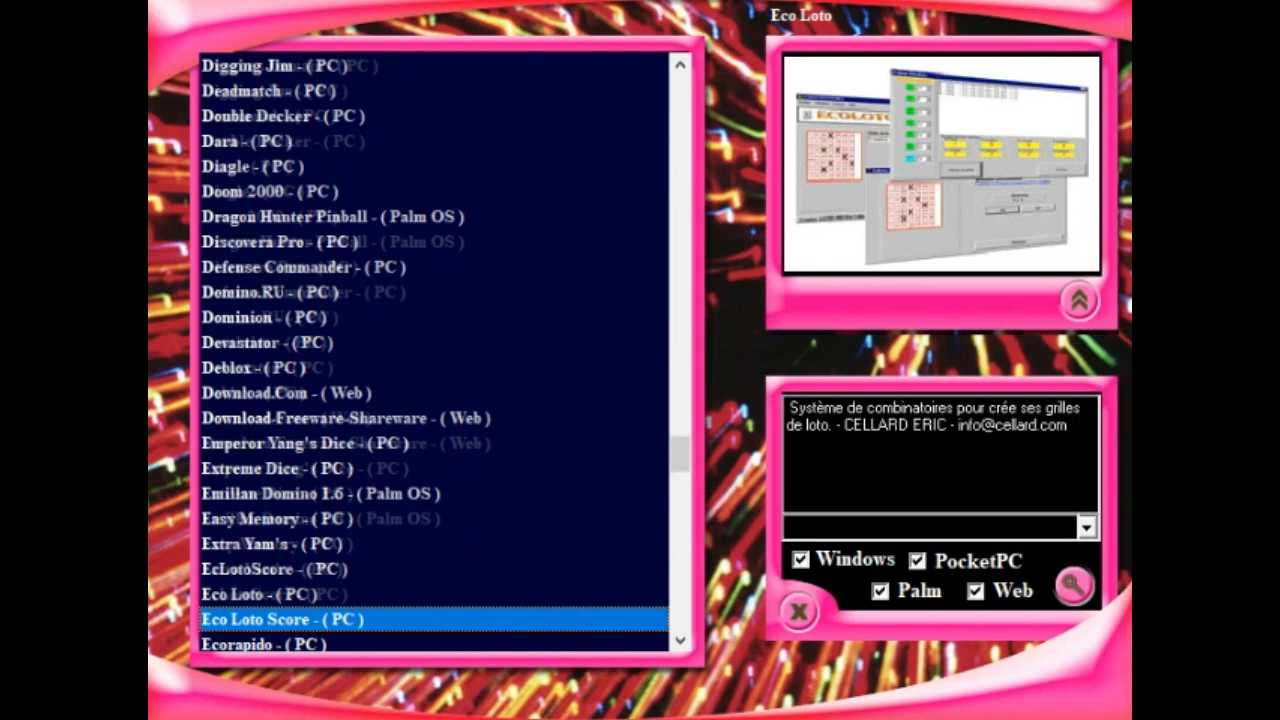 Eco Loto
Digging Jim - ( PC )
Deadmatch - ( PC )
Double Decker - ( PC )
Dara - ( PC )
Diagle - ( PC )
Doom 2000 - ( PC )
Dragon Hunter Pinball - ( Palm OS )
Discovera Pro - ( PC )
Defense Commander - ( PC )
Domino.RU - ( PC )
Dominion - ( PC )
Devastator - ( PC )
Deblox - ( PC )
Download.Com - ( Web )
Download-Freeware-Shareware - ( Web )
Emperor Yang's Dice - ( PC )
Extreme Dice - ( PC )
Emilian Domino 1.6 - ( Palm OS )
Easy Memory - ( PC )
Extra Yam's - ( PC )
EcLotoScore - ( PC )
Eco Loto - ( PC )
Eco Loto Score - ( PC )
Ecorapido - ( PC )
ECOLOTO
Système de combinatoires pour crée ses grilles
de loto. - CELLARD ERIC - info@cellard.com
Windows PocketPC
Palm Web